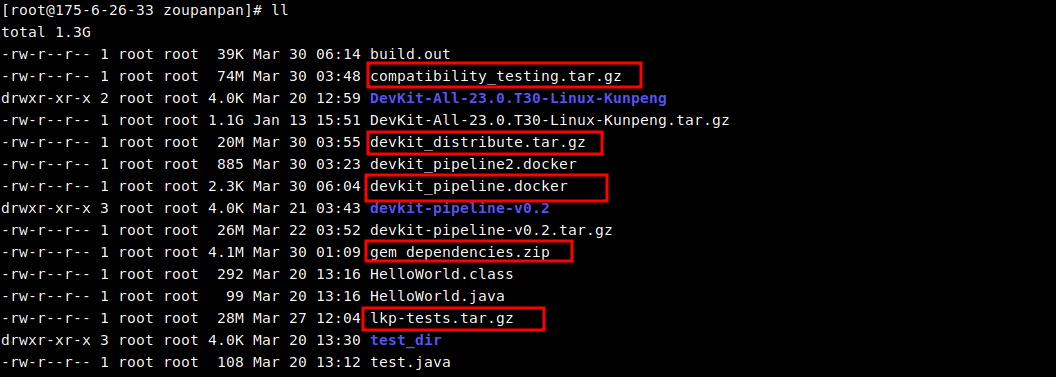 [root@175-6-26-33 zoupanpan]# ll
total 1.3G
-rw-r--r-- 1 root root  39K Mar 30 06:14 build.out
-rw-r--r-- 1 root root  74M Mar 30 03:48 compatibility_testing.tar.gz
drwxr-xr-x 2 root root 4.0K Mar 20 12:59 DevKit-All-23.0.T30-Linux-Kunpeng
-rw-r--r-- 1 root root 1.1G Jan 13 15:51 DevKit-All-23.0.T30-Linux-Kunpeng.tar.gz
-rw-r--r-- 1 root root  20M Mar 30 03:55 devkit_distribute.tar.gz
-rw-r--r-- 1 root root  885 Mar 30 03:23 devkit_pipeline2.docker
-rw-r--r-- 1 root root 2.3K Mar 30 06:04 devkit_pipeline.docker
drwxr-xr-x 3 root root 4.0K Mar 21 03:43 devkit-pipeline-v0.2
-rw-r--r-- 1 root root  26M Mar 22 03:52 devkit-pipeline-v0.2.tar.gz
-rw-r--r-- 1 root root 4.1M Mar 30 01:09 gem_dependencies.zip
-rw-r--r-- 1 root root  292 Mar 20 13:16 HelloWorld.class
-rw-r--r-- 1 root root   99 Mar 20 13:16 HelloWorld.java
-rw-r--r-- 1 root root  28M Mar 27 12:04 lkp-tests.tar.gz
drwxr-xr-x 3 root root 4.0K Mar 20 13:30 test_dir
-rw-r--r-- 1 root root  108 Mar 20 13:12 test.java